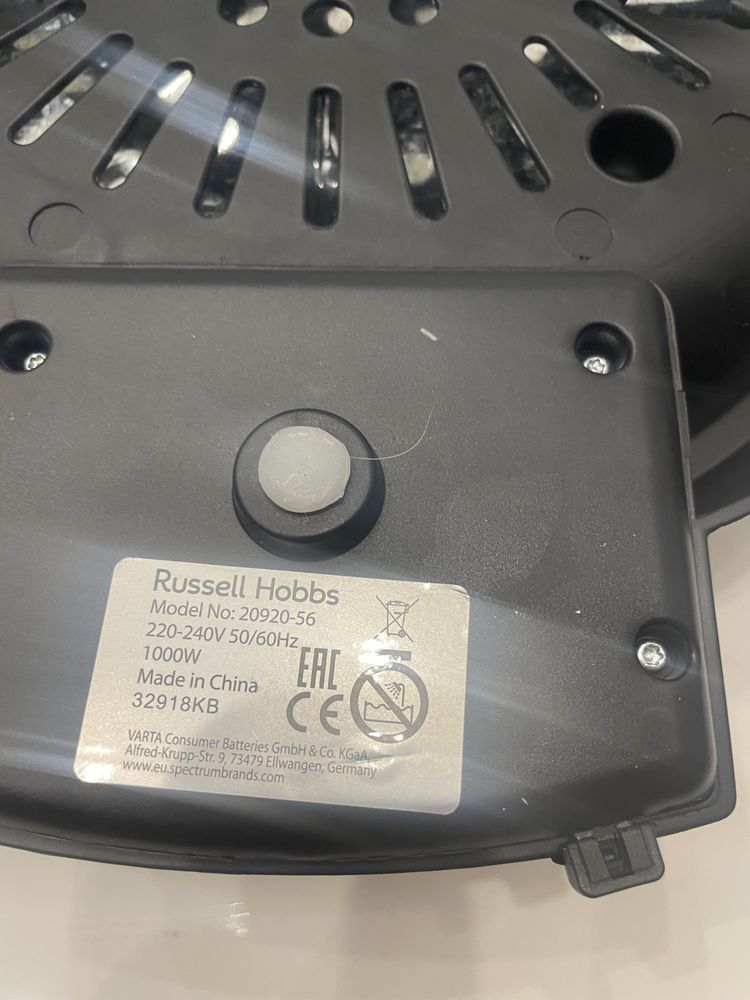 Russell Hobbs
Model No: 20920-56
220-240V 50/60Hz
1000W
Made in China
32918KB
EAC
CE
VARTA Consumer Batteries GmbH & Co. KGaA
Alfred-Krupp-Str. 9, 73479 Ellwangen, Germany
www.eu.spectrumbrands.com